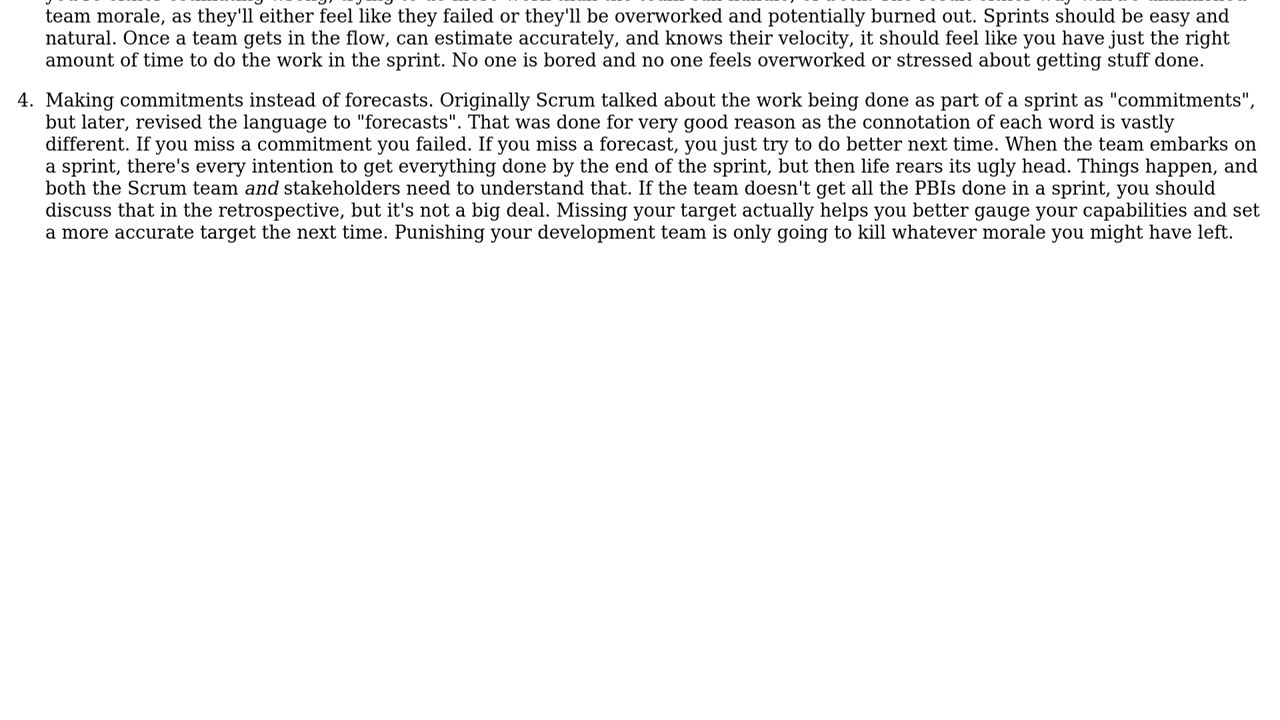 team morale, as they'll either feel like they failed or they'll be overworked and potentially burned out. Sprints should be easy and
natural. Once a team gets in the flow, can estimate accurately, and knows their velocity, it should feel like you have just the right
amount of time to do the work in the sprint. No one is bored and no one feels overworked or stressed about getting stuff done.
4. Making commitments instead of forecasts. Originally Scrum talked about the work being done as part of a sprint as "commitments",
but later, revised the language to "forecasts". That was done for very good reason as the connotation of each word is vastly
different. If you miss a commitment you failed. If you miss a forecast, you just try to do better next time. When the team embarks on
a sprint, there's every intention to get everything done by the end of the sprint, but then life rears its ugly head. Things happen, and
both the Scrum team and stakeholders need to understand that. If the team doesn't get all the PBIs done in a sprint, you should
discuss that in the retrospective, but it's not a big deal. Missing your target actually helps you better gauge your capabilities and set
a more accurate target the next time. Punishing your development team is only going to kill whatever morale you might have left.